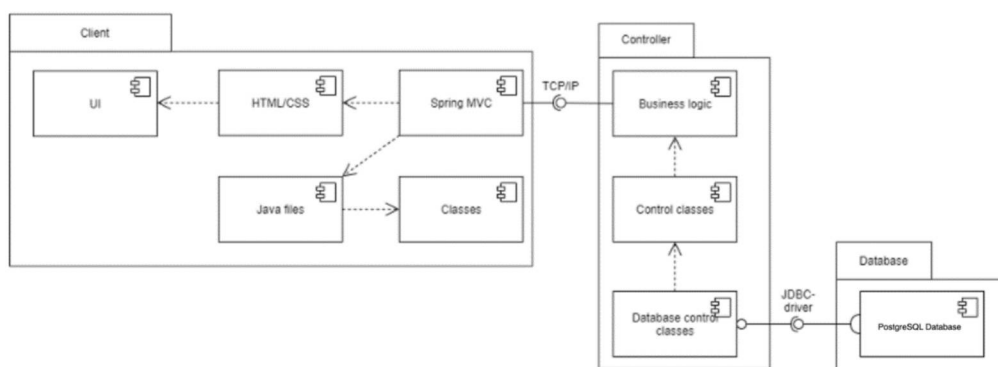 Client
UI
HTML/CSS
Spring MVC
Java files
Classes
TCP/IP
Controller
Business logic
Control classes
Database control
classes
JDBC-
driver
Database
PostgreSQL Database